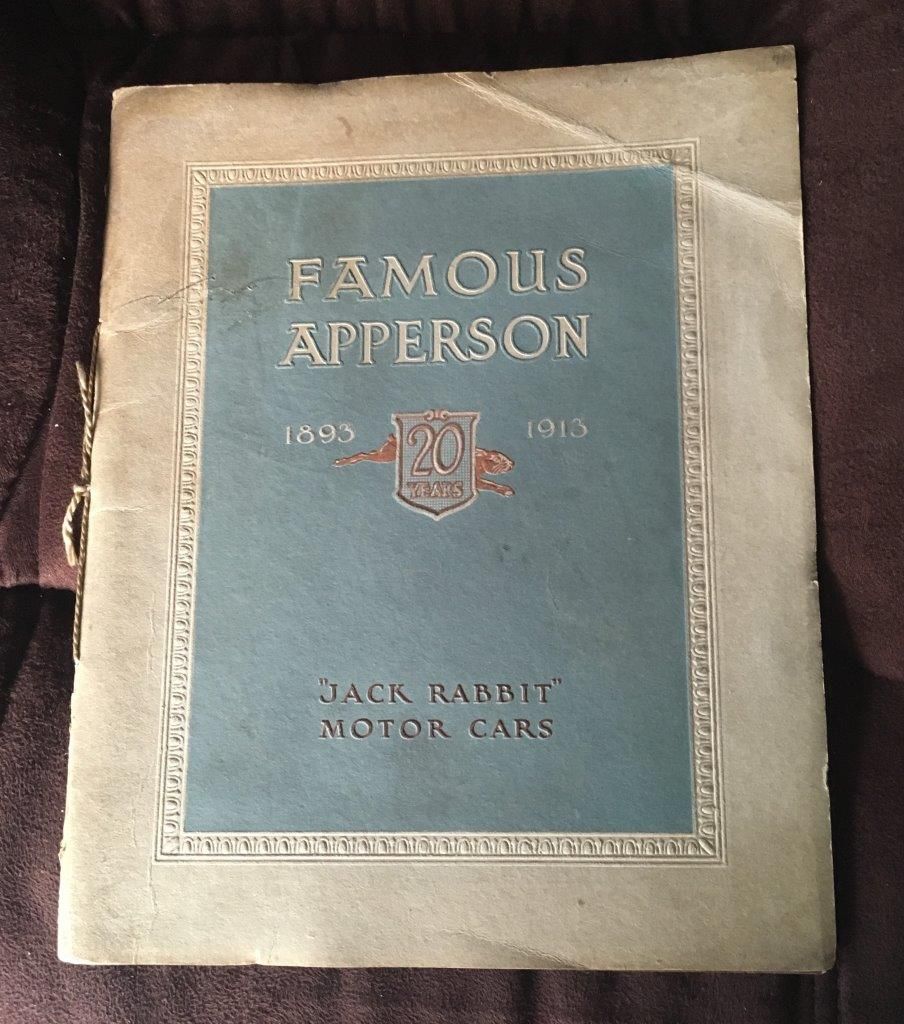 FAMOUS
APPERSON
1893 20 1913
YEARS
"JACK RABBIT"
MOTOR CARS